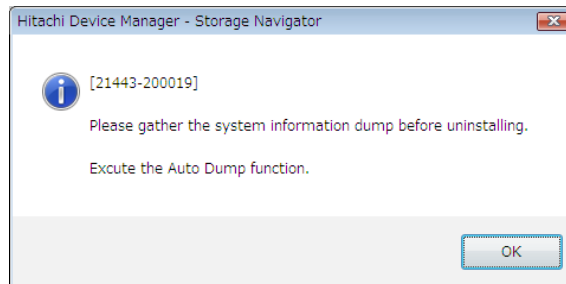 Hitachi Device Manager - Storage Navigator
[21443-200019]
Please gather the system information dump before uninstalling.
Excute the Auto Dump function.
OK